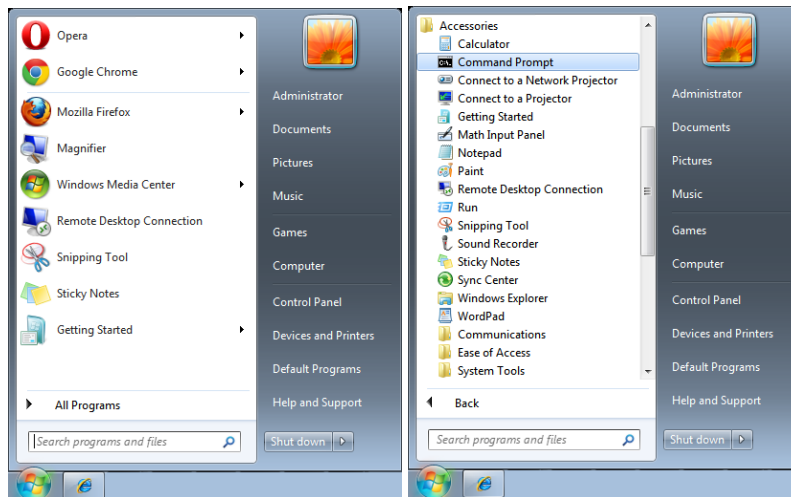 Opera
Google Chrome
Mozilla Firefox
Magnifier
Windows Media Center
Remote Desktop Connection
Snipping Tool
Sticky Notes
Getting Started
All Programs
Search programs and files
Administrator
Documents
Pictures
Music
Games
Computer
Control Panel
Devices and Printers
Default Programs
Help and Support
Shut down
Accessories
Calculator
Command Prompt
Connect to a Network Projector
Connect to a Projector
Getting Started
Math Input Panel
Notepad
Paint
Remote Desktop Connection
Run
Snipping Tool
Sound Recorder
Sticky Notes
Sync Center
Windows Explorer
WordPad
Communications
Ease of Access
System Tools
Back
Search programs and files
Administrator
Documents
Pictures
Music
Games
Computer
Control Panel
Devices and Printers
Default Programs
Help and Support
Shut down